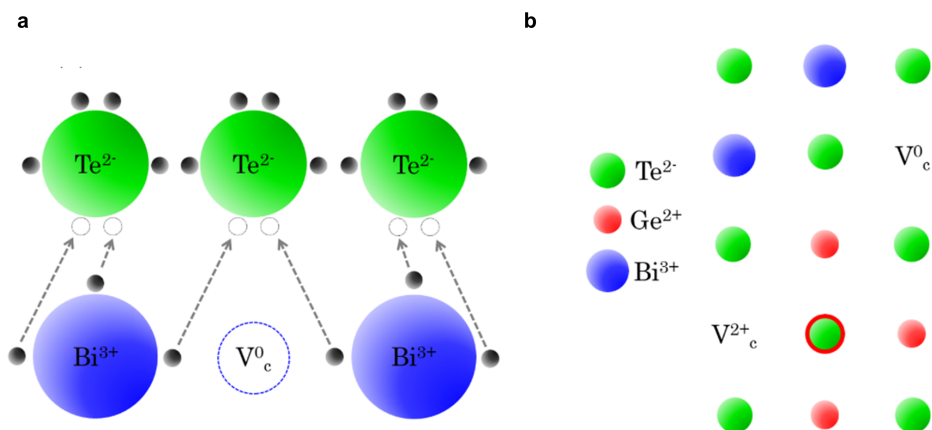 a
b
Te²⁻ Te²⁻ Te²⁻
Bi³⁺ V⁰c Bi³⁺
V⁰c
Te²⁻
Ge²⁺
Bi³⁺
V²⁺c